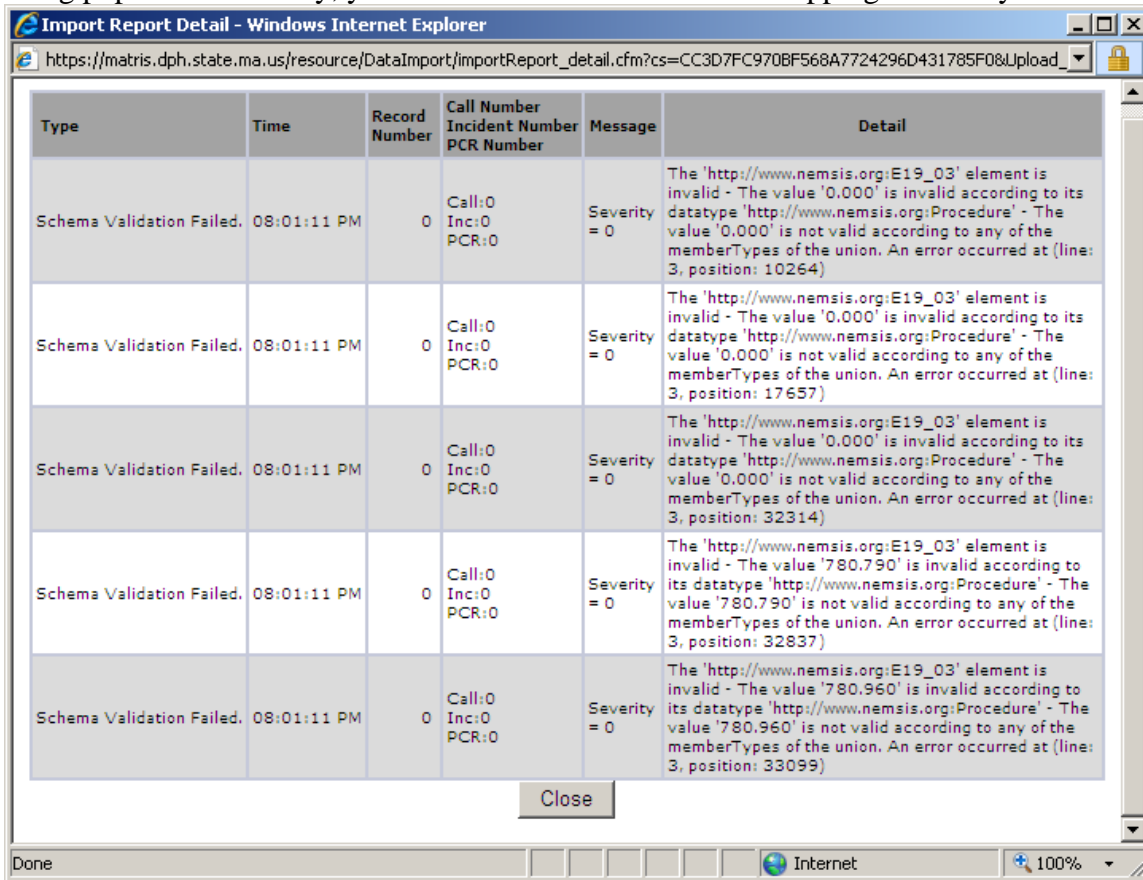 Import Report Detail - Windows Internet Explorer
https://matris.dph.state.ma.us/resource/DataImport/importReport_detail.cfm?cs=CC3D7FC970BF568A7724296D431785F0&Upload_
Type
Time
Record
Number
Call Number
Incident Number
PCR Number
Message
Detail
Schema Validation Failed.
08:01:11 PM
0
Call:0
Inc:0
PCR:0
Severity
= 0
The 'http://www.nemsis.org:E19_03' element is
invalid - The value '0.000' is invalid according to its
datatype 'http://www.nemsis.org:Procedure' - The
value '0.000' is not valid according to any of the
memberTypes of the union. An error occurred at (line:
3, position: 10264)
Schema Validation Failed.
08:01:11 PM
0
Call:0
Inc:0
PCR:0
Severity
= 0
The 'http://www.nemsis.org:E19_03' element is
invalid - The value '0.000' is invalid according to its
datatype 'http://www.nemsis.org:Procedure' - The
value '0.000' is not valid according to any of the
memberTypes of the union. An error occurred at (line:
3, position: 17657)
Schema Validation Failed.
08:01:11 PM
0
Call:0
Inc:0
PCR:0
Severity
= 0
The 'http://www.nemsis.org:E19_03' element is
invalid - The value '0.000' is invalid according to its
datatype 'http://www.nemsis.org:Procedure' - The
value '0.000' is not valid according to any of the
memberTypes of the union. An error occurred at (line:
3, position: 32314)
Schema Validation Failed.
08:01:11 PM
0
Call:0
Inc:0
PCR:0
Severity
= 0
The 'http://www.nemsis.org:E19_03' element is
invalid - The value '780.790' is invalid according to
its datatype 'http://www.nemsis.org:Procedure' - The
value '780.790' is not valid according to any of the
memberTypes of the union. An error occurred at (line:
3, position: 32837)
Schema Validation Failed.
08:01:11 PM
0
Call:0
Inc:0
PCR:0
Severity
= 0
The 'http://www.nemsis.org:E19_03' element is
invalid - The value '780.960' is invalid according to
its datatype 'http://www.nemsis.org:Procedure' - The
value '780.960' is not valid according to any of the
memberTypes of the union. An error occurred at (line:
3, position: 33099)
Close
Done
Internet
100%